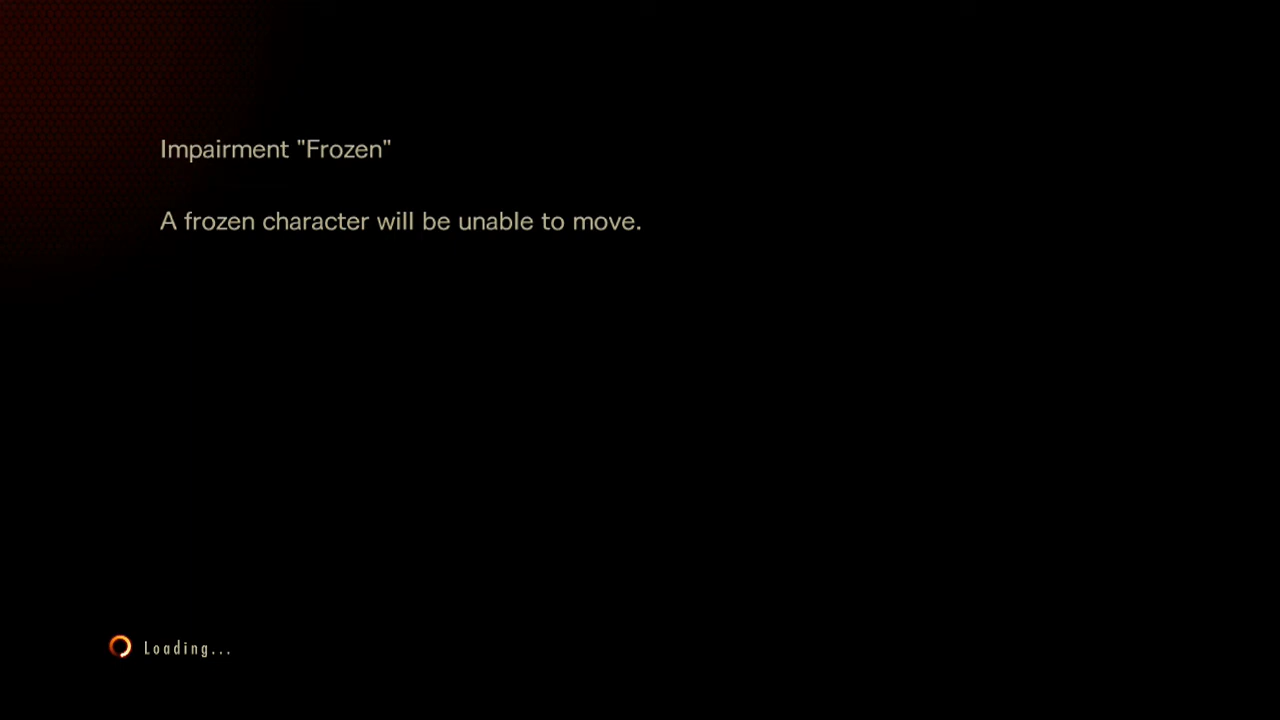 Impairment "Frozen"
A frozen character will be unable to move.
Loading...